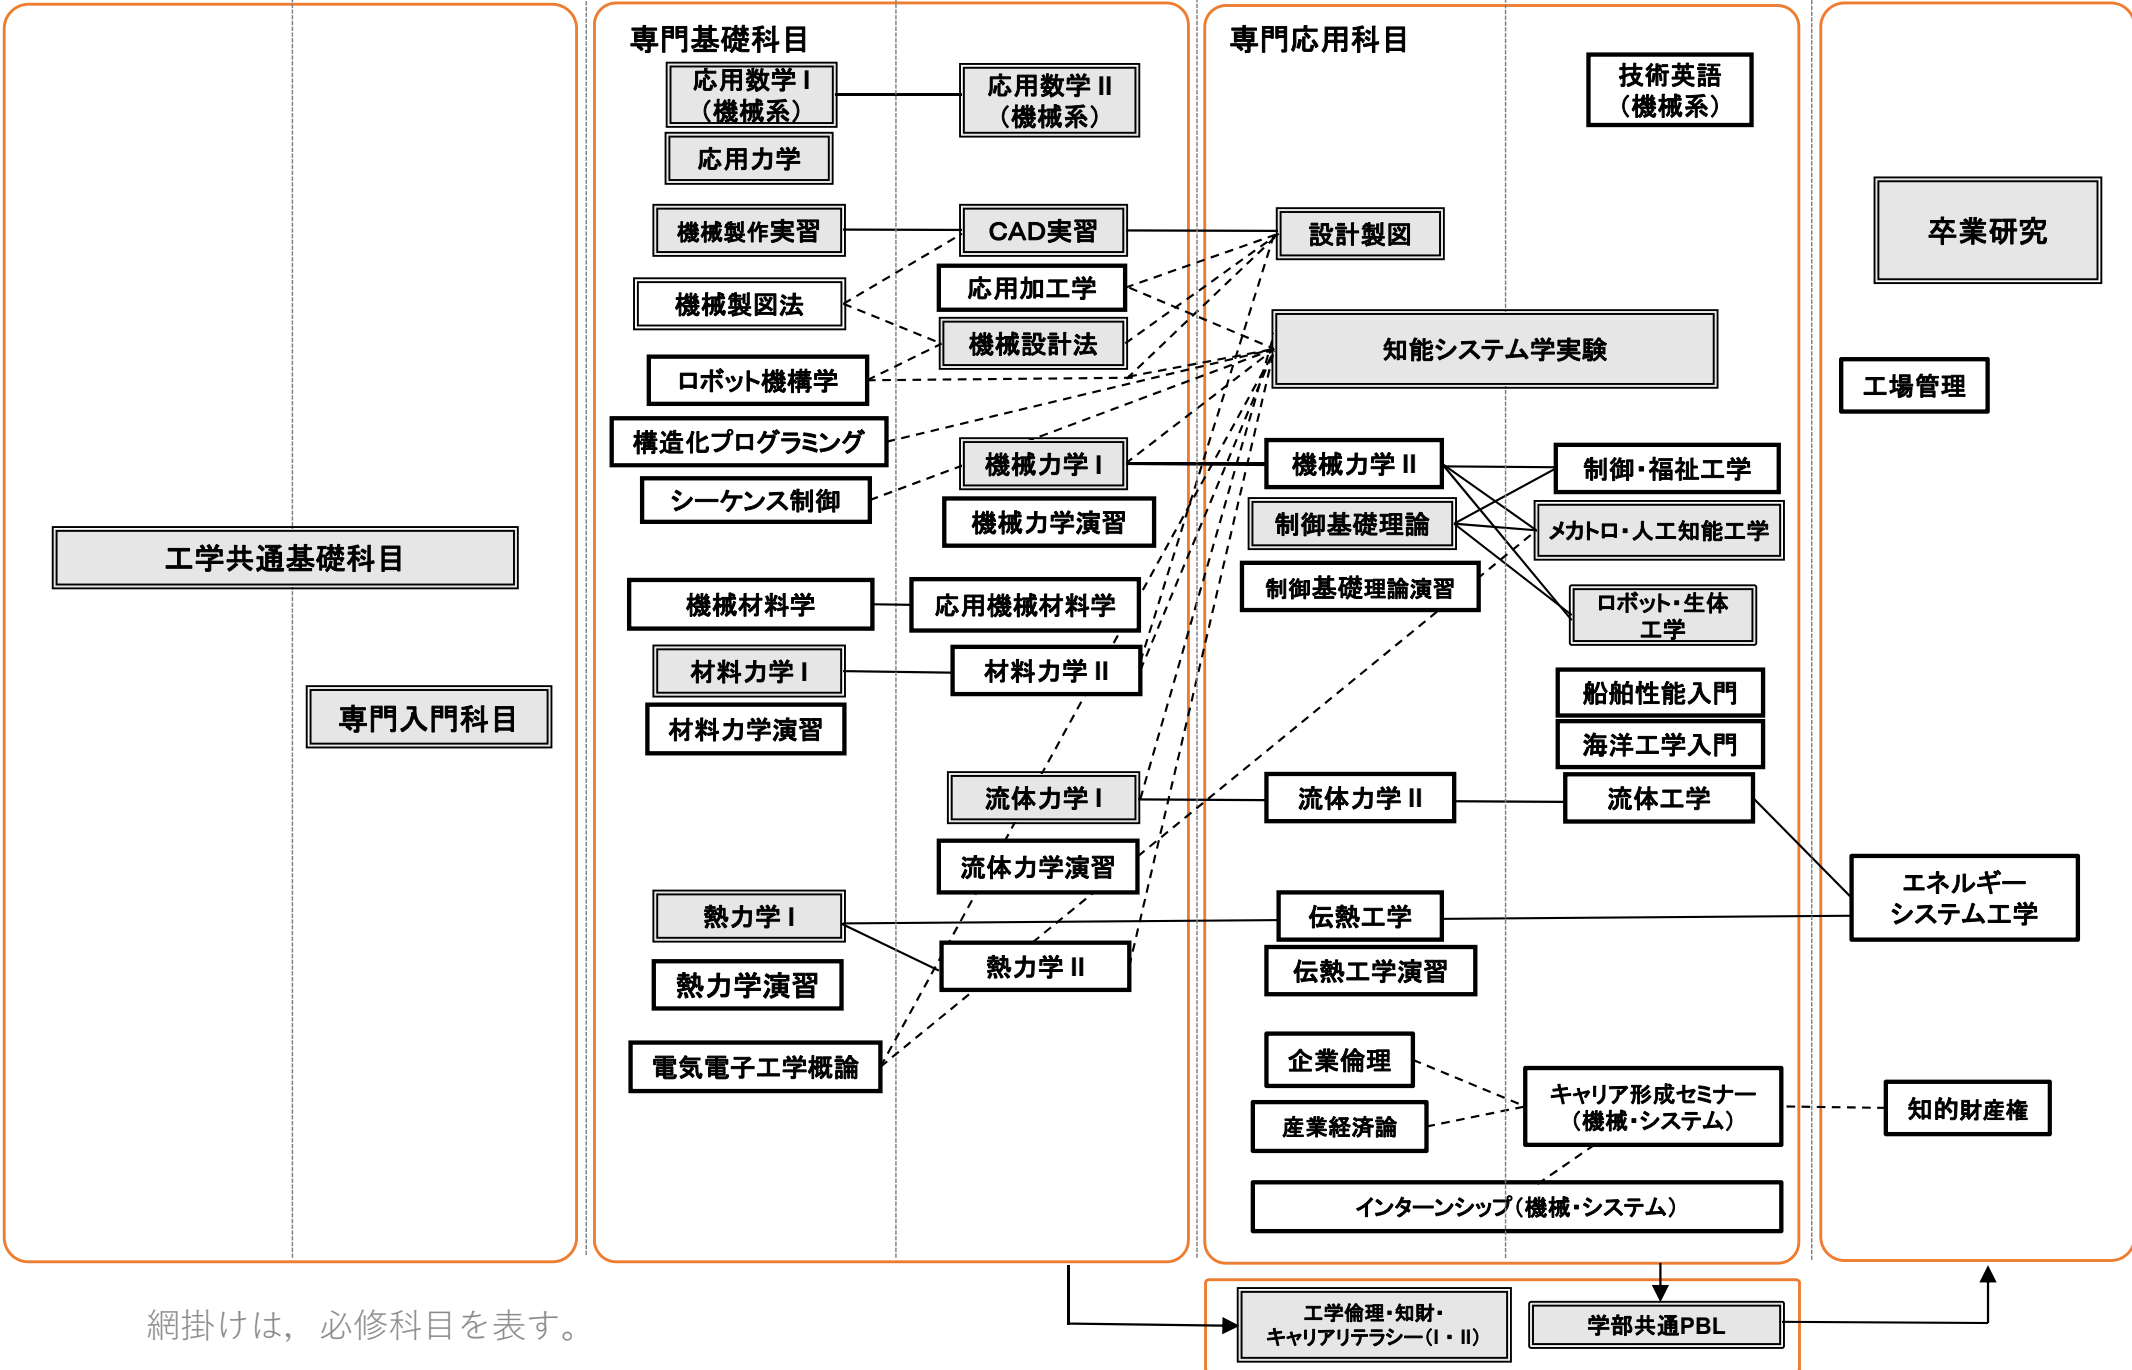 専門基礎科目
専門応用科目
応用数学Ⅰ
（機械系）
応用数学Ⅱ
（機械系）
技術英語
（機械系）
応用力学
機械製作実習
CAD実習
設計製図
卒業研究
機械製図法
応用加工学
機械設計法
知能システム学実験
ロボット機構学
工場管理
構造化プログラミング
機械力学Ⅰ
機械力学Ⅱ
制御・福祉工学
シーケンス制御
機械力学演習
制御基礎理論
メカトロ・人工知能工学
工学共通基礎科目
機械材料学
応用機械材料学
制御基礎理論演習
ロボット・生体
工学
材料力学Ⅰ
材料力学Ⅱ
船舶性能入門
専門入門科目
材料力学演習
海洋工学入門
流体力学Ⅰ
流体力学Ⅱ
流体工学
流体力学演習
熱力学Ⅰ
伝熱工学
エネルギー
システム工学
熱力学演習
熱力学Ⅱ
伝熱工学演習
電気電子工学概論
企業倫理
産業経済論
キャリア形成セミナー
（機械・システム）
知的財産権
インターンシップ（機械・システム）
網掛けは，必修科目を表す。
工学倫理・知財・
キャリアリテラシー（Ⅰ・Ⅱ）
学部共通PBL